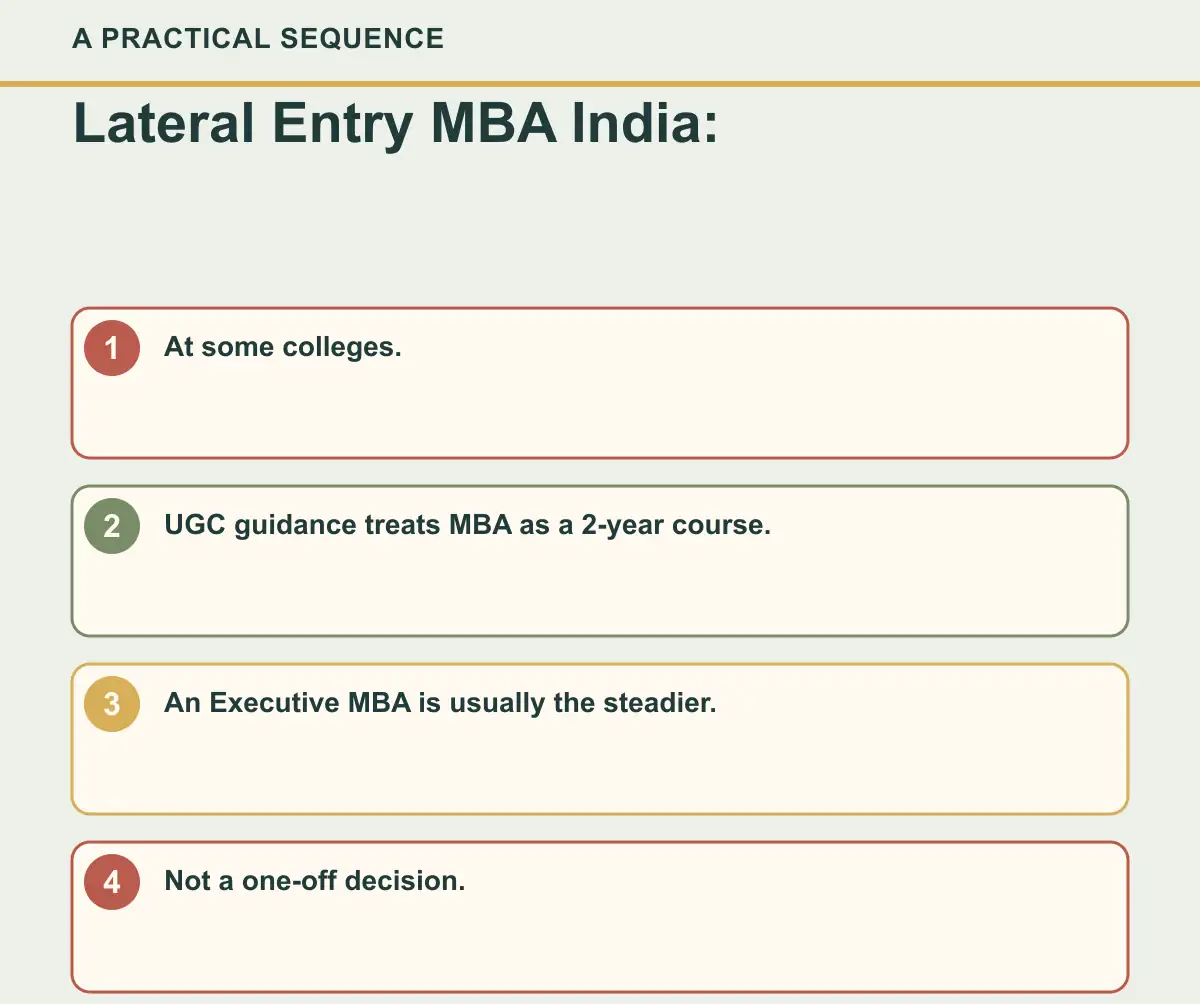 A PRACTICAL SEQUENCE
Lateral Entry MBA India:
1 At some colleges.
2 UGC guidance treats MBA as a 2-year course.
3 An Executive MBA is usually the steadier.
4 Not a one-off decision.